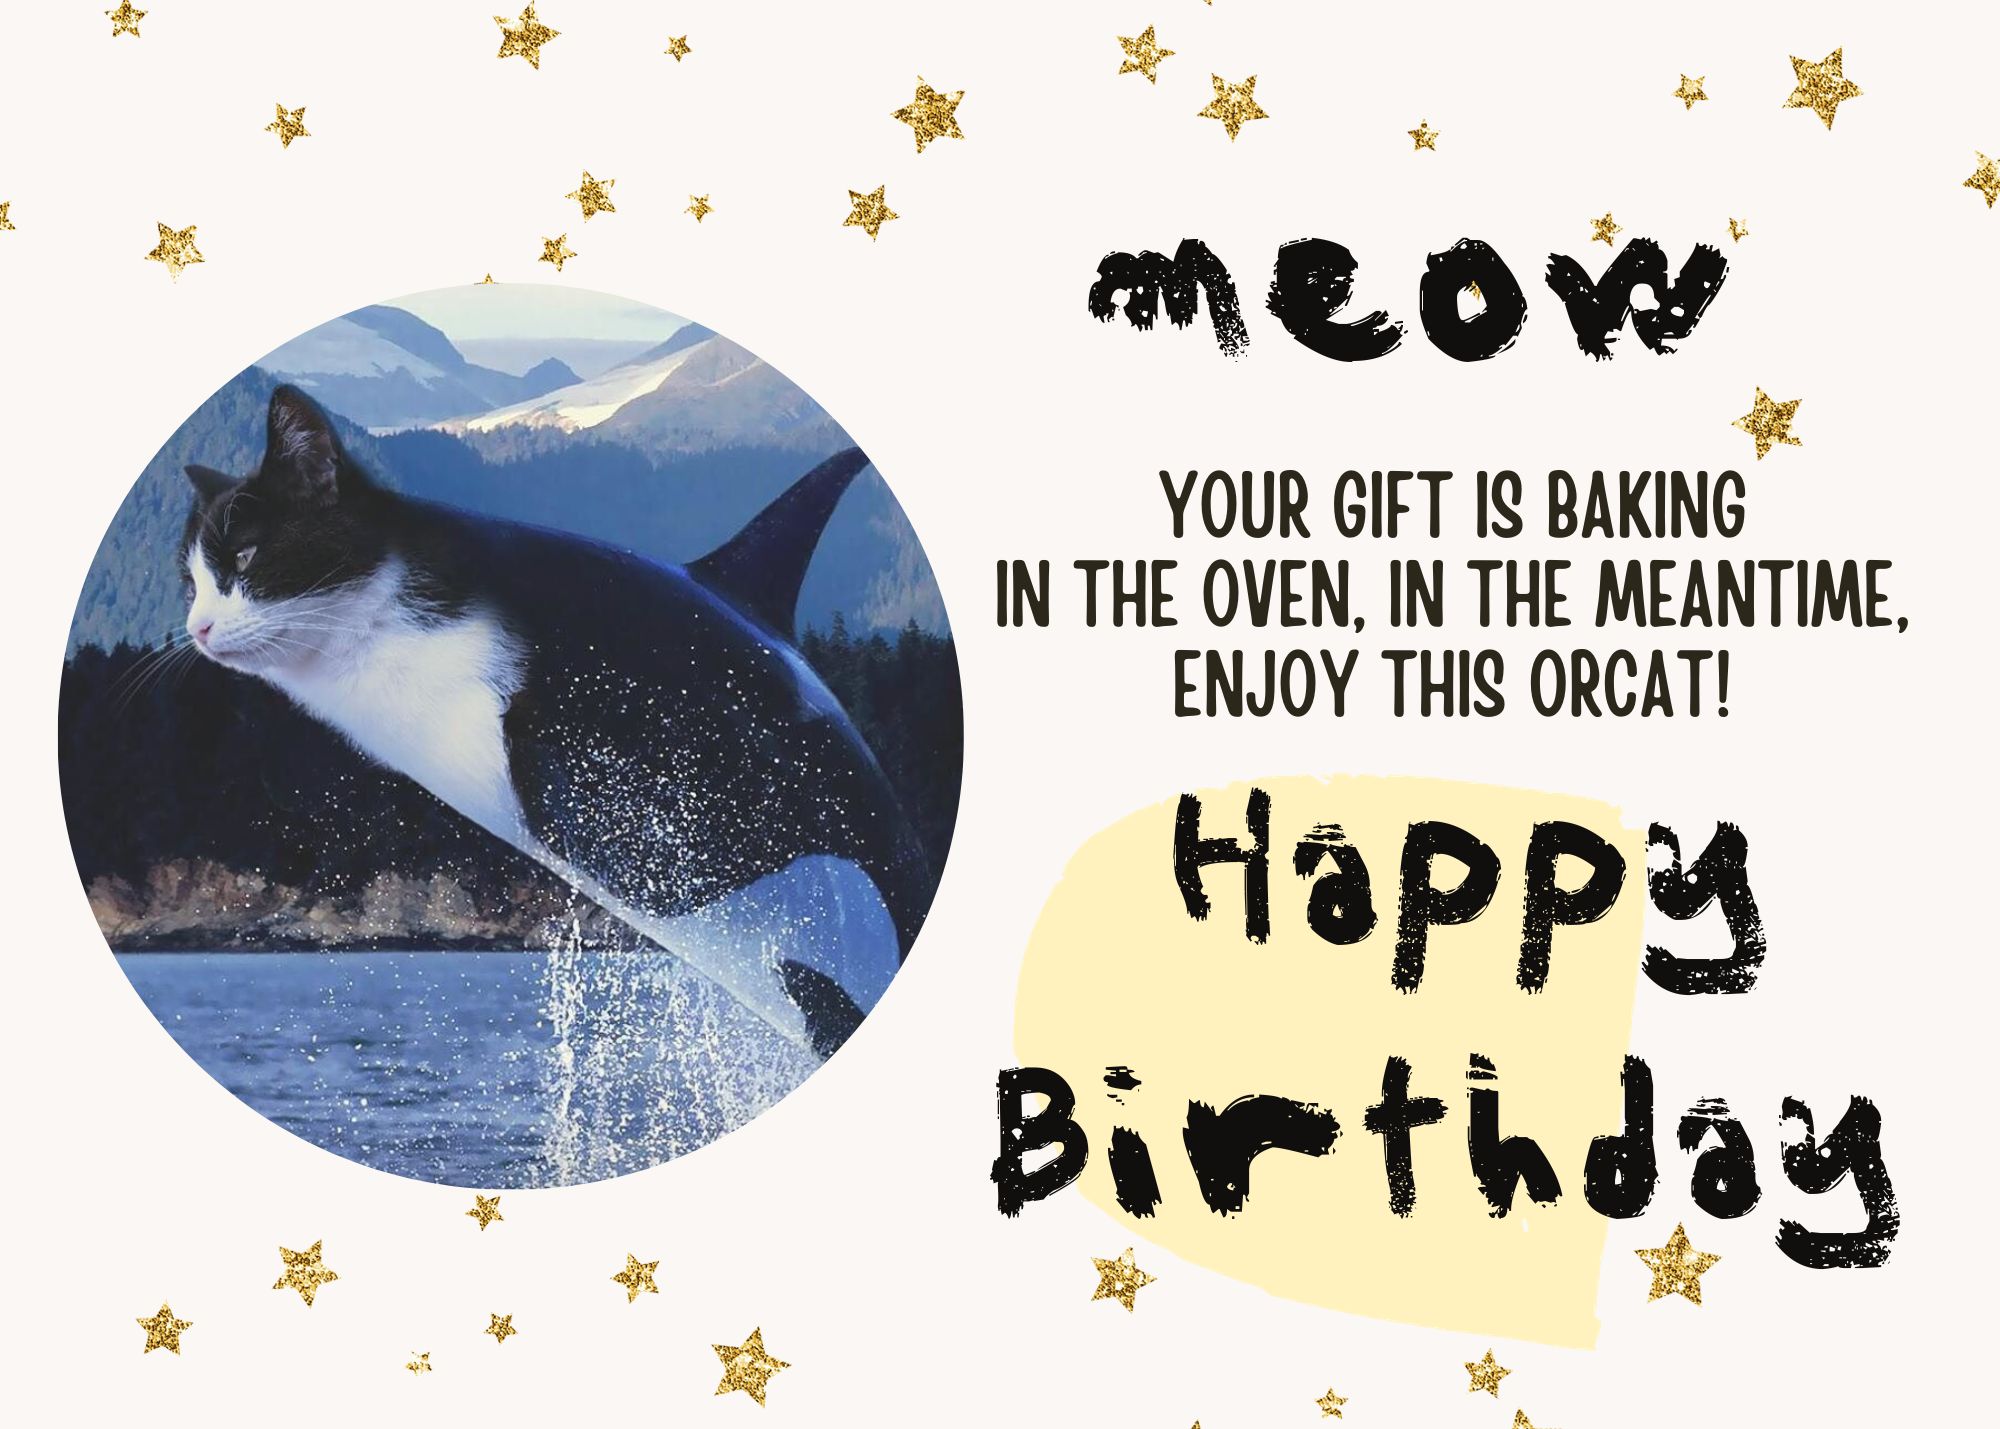 meow
YOUR GIFT IS BAKING
IN THE OVEN, IN THE MEANTIME,
ENJOY THIS ORCAT!
Happy
Birthday